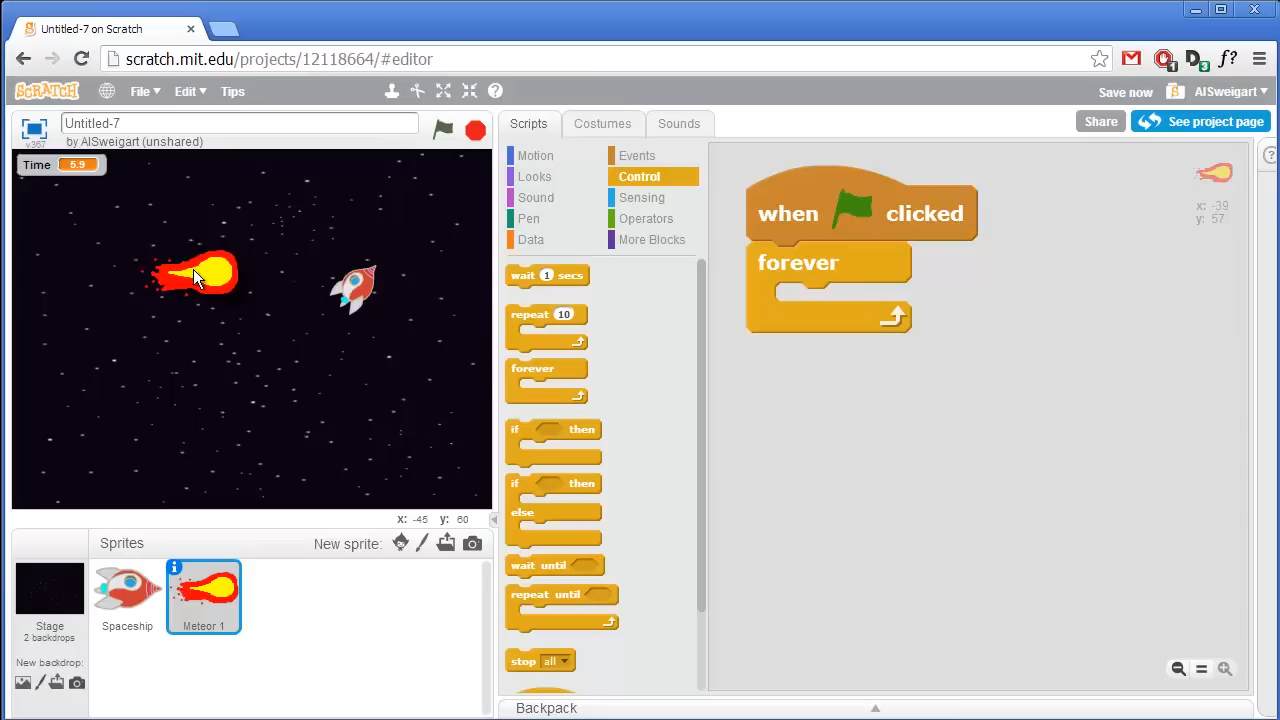 Untitled-7 on Scratch
scratch.mit.edu/projects/12118664/#editor
SCRATCH File Edit Tips Save now AlSweigart
Untitled-7
by AlSweigart (unshared)
v367
Scripts Costumes Sounds
Share See project page
Time 5.9
Motion Events
Looks Control
Sound Sensing
Pen Operators
Data More Blocks
wait 1 secs
repeat 10
forever
if then
if then
else
wait until
repeat until
stop all
when clicked
forever
x: -39
y: 57
x: -45 y: 60
Sprites New sprite:
Stage
2 backdrops
New backdrop:
Spaceship
Meteor 1
Backpack